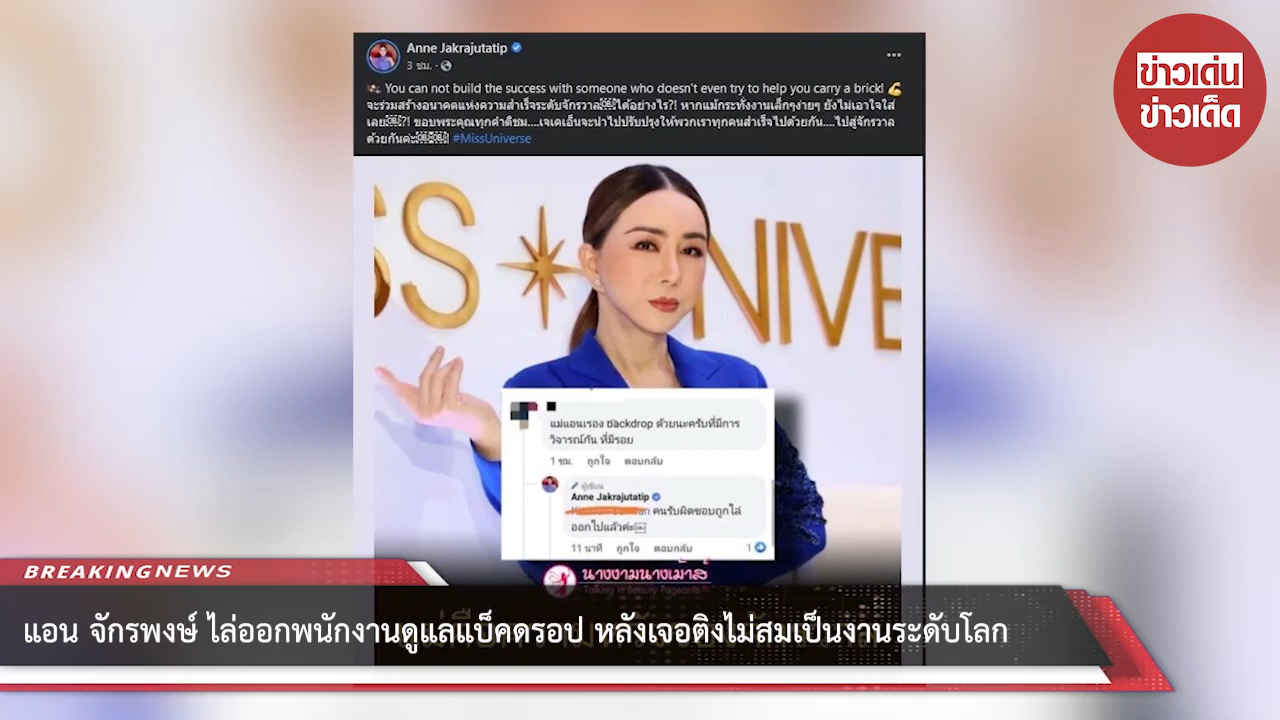 Anne Jakrajutatip
3 ชม.
You can not build the success with someone who doesn't even try to help you carry a brick!
จะร่วมสร้างอนาคตแห่งความสำเร็จระดับจักรวาลได้อย่างไร?! หากแม้กระทั่งงานเล็กๆง่ายๆ ยังไม่เอาใจใส่
เลย?! ขอบพระคุณทุกคำติชม....เจเคเอ็นจะนำไปปรับปรุงให้พวกเราทุกคนสำเร็จไปด้วยกัน....ไปสู่จักรวาล
ด้วยกันค่ะ #MissUniverse
ข่าวเด่น
ข่าวเด็ด
SS NIVE
แม่แอนเรอง backdrop ด้วยนะครับที่มีการ
วิจารณ์กัน ที่มีรอย
1 ชม. ถูกใจ ตอบกลับ
ผู้เขียน
Anne Jakrajutatip
คนรับผิดชอบถูกไล่
ออกไปแล้วค่ะ
11 นาที ถูกใจ ตอบกลับ 1
นางงามนางเม้าส์
Talking in Beauty Pageants
BREAKING NEWS
แอน จักรพงษ์ ไล่ออกพนักงานดูแลแบ็คดรอป หลังเจอติงไม่สมเป็นงานระดับโลก